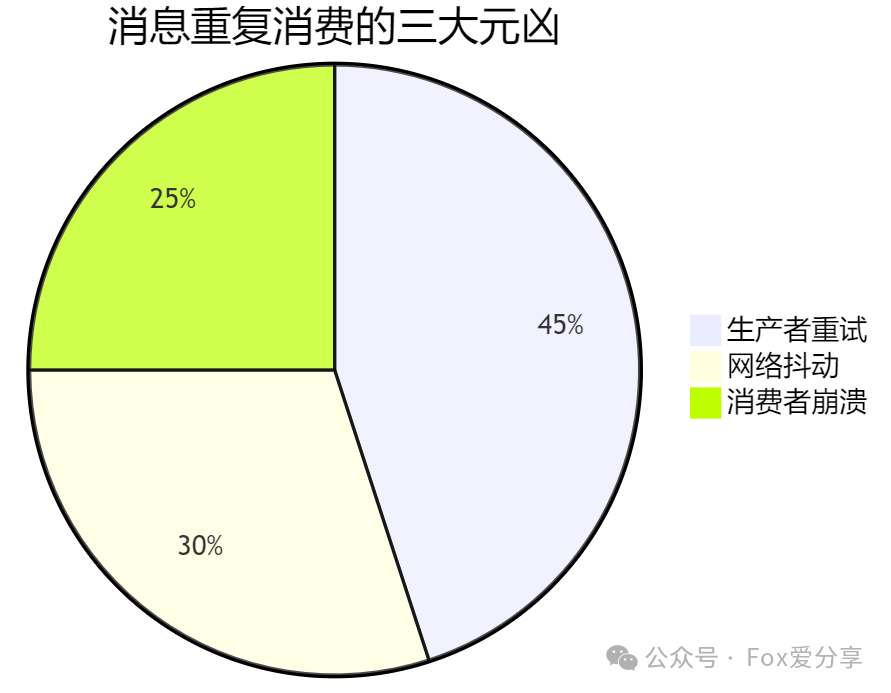 消息重复消费的三大元凶
25%
45%
30%
生产者重试
网络抖动
消费者崩溃
公众号 · Fox爱分享